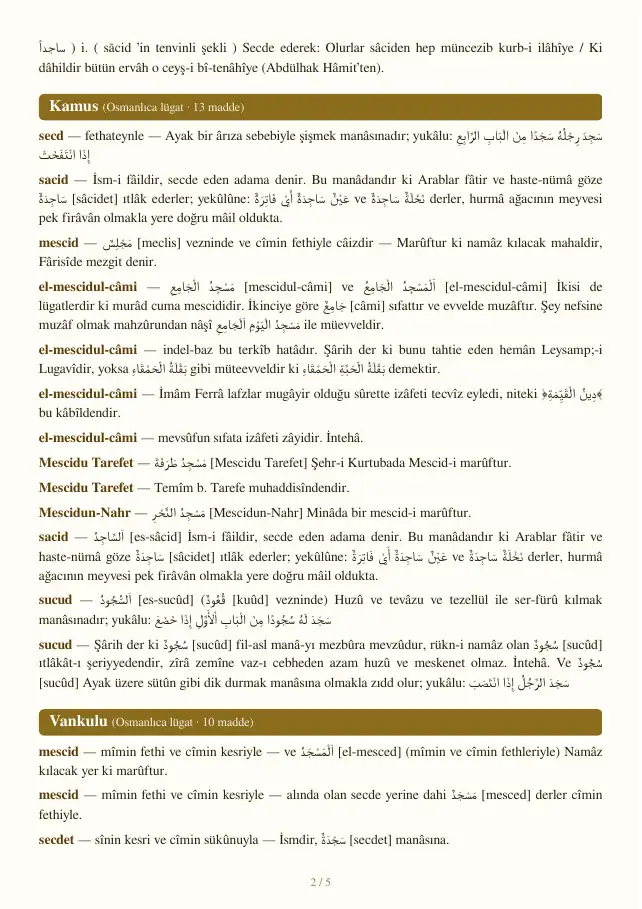 ساجداً ) i. ( sācid 'in tenvinli şekli ) Secde ederek: Olurlar sâciden hep müncezib kurb-i ilâhîye / Ki
dâhildir bütün ervâh o ceyş-i bî-tenâhîye (Abdülhak Hâmit'ten).
Kamus (Osmanlıca lügat · 13 madde)
secd — fethateynle — Ayak bir ârıza sebebiyle şişmek manâsınadır; yukâlu: سَجِدَ رِجْلُهُ سَجَدًا مِنَ الْبَابِ الرَّابِعِ
إِذَا انْتَفَخَتْ
sacid — İsm-i fâildir, secde eden adama denir. Bu manâdandır ki Arablar fâtir ve haste-nümâ göze
سَاجِدَةٌ [sâcidet] ıtlâk ederler; yekûlûne: عَيْنٌ سَاجِدَةٌ أَيْ فَاتِرَةٌ ve نَخْلَةٌ سَاجِدَةٌ derler, hurmâ ağacının meyvesi
pek firâvân olmakla yere doğru mâil oldukta.
mescid — مَجْلِسٌ [meclis] vezninde ve cîmin fethiyle câizdir — Marûftur ki namâz kılacak mahaldir,
Fârisîde mezgit denir.
el-mescidul-câmi — مَسْجِدُ الْجَامِعِ [mescidul-câmi] ve اَلْمَسْجِدُ الْجَامِعُ [el-mescidul-câmi] İkisi de
lügatlerdir ki murâd cuma mescididir. İkinciye göre جَامِعٌ [câmi] sıfattır ve evvelde muzâftır. Şey nefsine
muzâf olmak mahzûrundan nâşî مَسْجِدُ الْيَوْمِ اَلْجَامِعِ ile müevveldir.
el-mescidul-câmi — indel-baz bu terkîb hatâdır. Şârih der ki bunu tahtie eden hemân Leysamp;-i
Lugavîdir, yoksa بَقْلَةُ الْحَمْقَاءِ gibi müteevveldir ki بَقْلَةُ الْحَبَّةِ الْحَمْقَاءِ demektir.
el-mescidul-câmi — İmâm Ferrâ lafzlar mugâyir olduğu sûrette izâfeti tecvîz eyledi, niteki ﴿دِينُ الْقَيِّمَةِ﴾
bu kabîldendir.
el-mescidul-câmi — mevsûfun sıfata izâfeti zâyidir. İntehâ.
Mescidu Tarefet — مَسْجِدُ طَرَفَةَ [Mescidu Tarefet] Şehr-i Kurtubada Mescid-i marûftur.
Mescidu Tarefet — Temîm b. Tarefe muhaddisîndendir.
Mescidun-Nahr — مَسْجِدُ النَّحْرِ [Mescidun-Nahr] Minâda bir mescid-i marûftur.
sacid — اَلسَّاجِدُ [es-sâcid] İsm-i fâildir, secde eden adama denir. Bu manâdandır ki Arablar fâtir ve
haste-nümâ göze سَاجِدَةٌ [sâcidet] ıtlâk ederler; yekûlûne: عَيْنٌ سَاجِدَةٌ أَيْ فَاتِرَةٌ ve نَخْلَةٌ سَاجِدَةٌ derler, hurmâ
ağacının meyvesi pek firâvân olmakla yere doğru mâil oldukta.
sucud — اَلسُّجُودُ [es-sucûd] (قُعُودٌ [kuûd] vezninde) Huzû ve tevâzu ve tezellül ile ser-fürû kılmak
manâsınadır; yukâlu: سَجَدَ لَهُ سُجُودًا مِنَ الْبَابِ اْلأَوَّلِ إِذَا خَضَعَ
sucud — Şârih der ki سُجُودٌ [sucûd] fil-asl manâ-yı mezbûra mevzûdur, rükn-i namâz olan سُجُودٌ [sucûd]
ıtlâkât-ı şeriyyedendir, zîrâ zemîne vaz-ı cebheden azam huzû ve meskenet olmaz. İntehâ. Ve سُجُودٌ
[sucûd] Ayak üzere sütûn gibi dik durmak manâsına olmakla zıdd olur; yukâlu: سَجَدَ الرَّجُلُ إِذَا انْتَصَبَ
Vankulu (Osmanlıca lügat · 10 madde)
mescid — mîmin fethi ve cîmin kesriyle — ve اَلْمَسْجَدُ [el-mesced] (mîmin ve cîmin fethleriyle) Namâz
kılacak yer ki marûftur.
mescid — mîmin fethi ve cîmin kesriyle — alında olan secde yerine dahi مَسْجَدٌ [mesced] derler cîmin
fethiyle.
secdet — sînin kesri ve cîmin sükûnuyla — İsmdir, سَجْدَةٌ [secdet] manâsına.
2 / 5